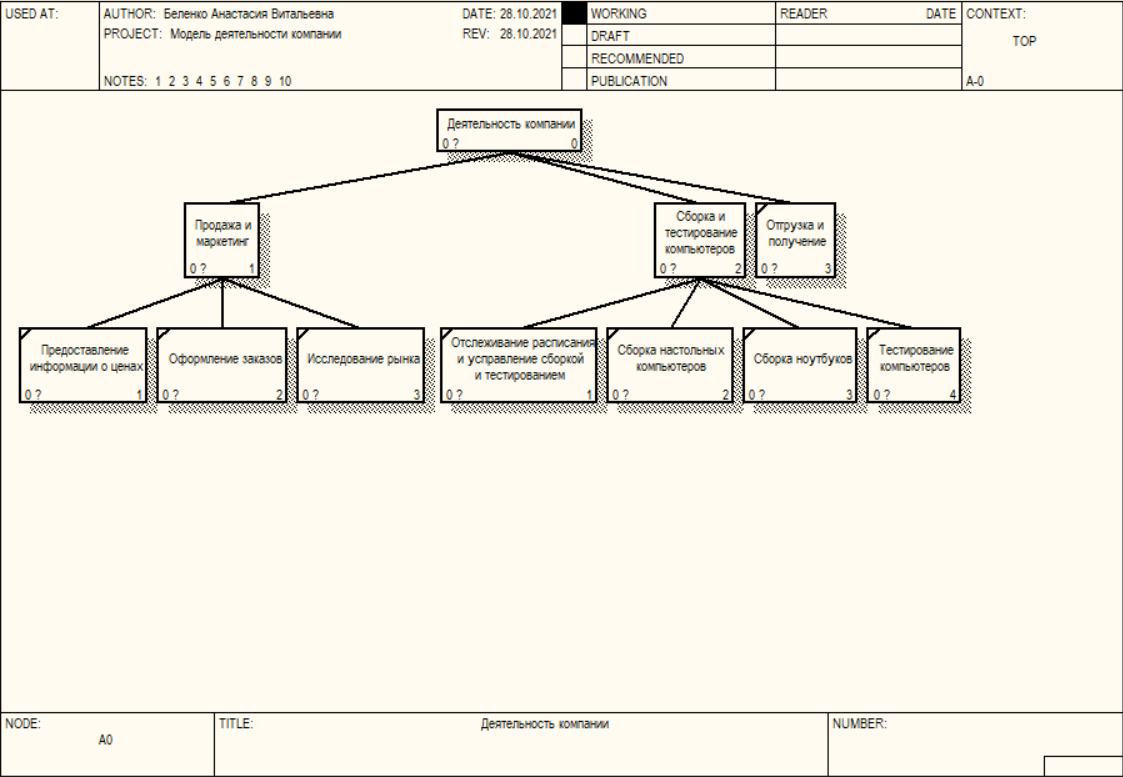 USED AT:
AUTHOR: Беленко Анастасия Витальевна
DATE: 28.10.2021
PROJECT: Модель деятельности компании
REV: 28.10.2021
NOTES: 1 2 3 4 5 6 7 8 9 10
WORKING
DRAFT
RECOMMENDED
PUBLICATION
READER
DATE
CONTEXT:
TOP
A-0
Деятельность компании
0 ? 0
Продажа и
маркетинг
0 ? 1
Сборка и
тестирование
компьютеров
0 ? 2
Отгрузка и
получение
0 ? 3
Предоставление
информации о ценах
0 ? 1
Оформление заказов
0 ? 2
Исследование рынка
0 ? 3
Отслеживание расписания
и усправление сборкой
и тестированием
0 ? 1
Сборка настольных
компьютеров
0 ? 2
Сборка ноутбуков
0 ? 3
Тестирование
компьютеров
0 ? 4
NODE:
A0
TITLE:
Деятельность компании
NUMBER: